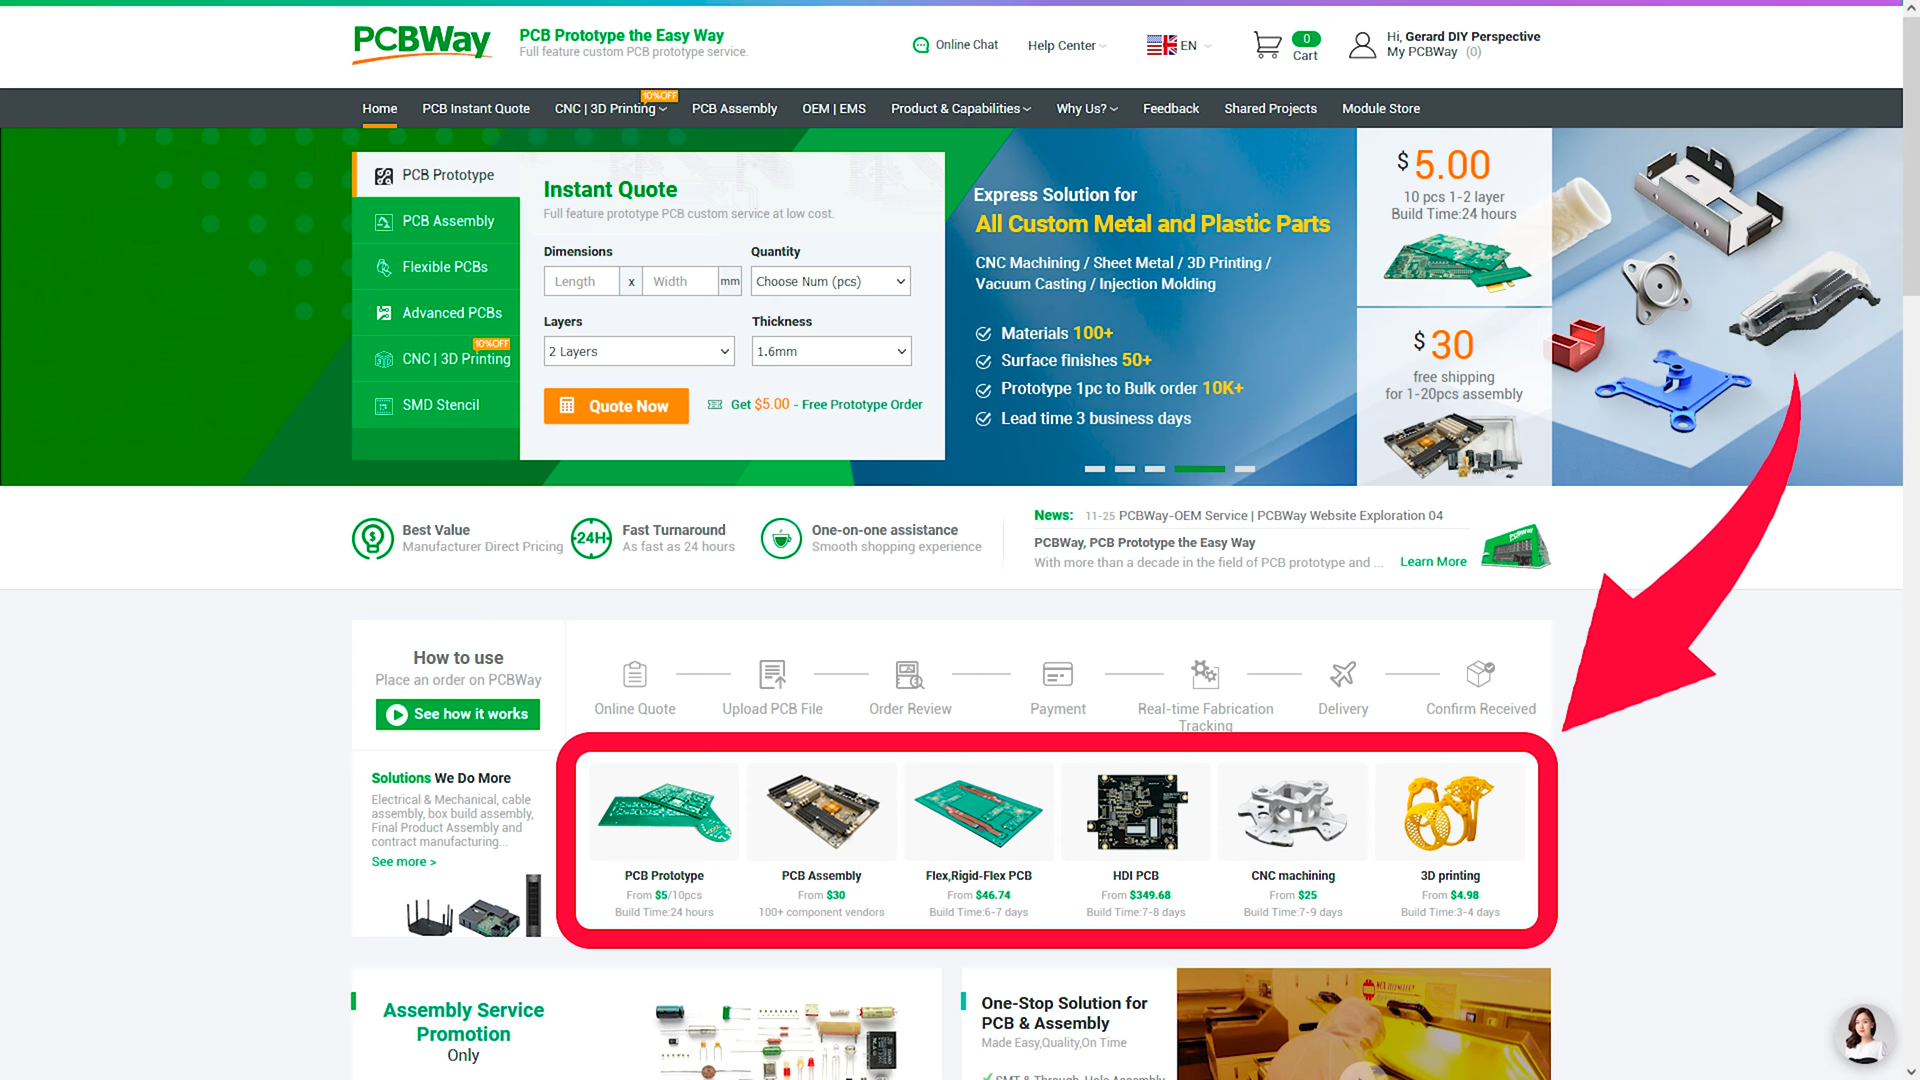 PCBWay
PCB Prototype the Easy Way
Full feature custom PCB prototype service.
Online Chat
Help Center
EN
0
Cart
Hi, Gerard DIY Perspective
My PCBWay (0)
Home
PCB Instant Quote
CNC | 3D Printing
10%OFF
PCB Assembly
OEM | EMS
Product & Capabilities
Why Us?
Feedback
Shared Projects
Module Store
PCB Prototype
PCB Assembly
Flexible PCBs
Advanced PCBs
10%OFF
CNC | 3D Printing
SMD Stencil
Instant Quote
Full feature prototype PCB custom service at low cost.
Dimensions
Quantity
Length x Width mm
Choose Num (pcs)
Layers
Thickness
2 Layers
1.6mm
Quote Now
Get $5.00 - Free Prototype Order
Express Solution for
All Custom Metal and Plastic Parts
CNC Machining / Sheet Metal / 3D Printing /
Vacuum Casting / Injection Molding
Materials 100+
Surface finishes 50+
Prototype 1pc to Bulk order 10K+
Lead time 3 business days
$ 5.00
10 pcs 1-2 layer
Build Time:24 hours
$ 30
free shipping
for 1-20pcs assembly
Best Value
Manufacturer Direct Pricing
24H
Fast Turnaround
As fast as 24 hours
One-on-one assistance
Smooth shopping experience
News: 11-25 PCBWay-OEM Service | PCBWay Website Exploration 04
PCBWay, PCB Prototype the Easy Way
With more than a decade in the field of PCB prototype and ...
Learn More
PCBWay
How to use
Place an order on PCBWay
See how it works
Online Quote
Upload PCB File
Order Review
Payment
Real-time Fabrication
Tracking
Delivery
Confirm Received
Solutions We Do More
Electrical & Mechanical, cable
assembly, box build assembly,
Final Product Assembly and
contract manufacturing...
See more >
PCB Prototype
From $5/10pcs
Build Time:24 hours
PCB Assembly
From $30
100+ component vendors
Flex,Rigid-Flex PCB
From $46.74
Build Time:6-7 days
HDI PCB
From $349.68
Build Time:7-8 days
CNC machining
From $25
Build Time:7-9 days
3D printing
From $4.98
Build Time:3-4 days
Assembly Service
Promotion
Only
One-Stop Solution for
PCB & Assembly
Made Easy,Quality,On Time
SMT & Through-Hole Assembly